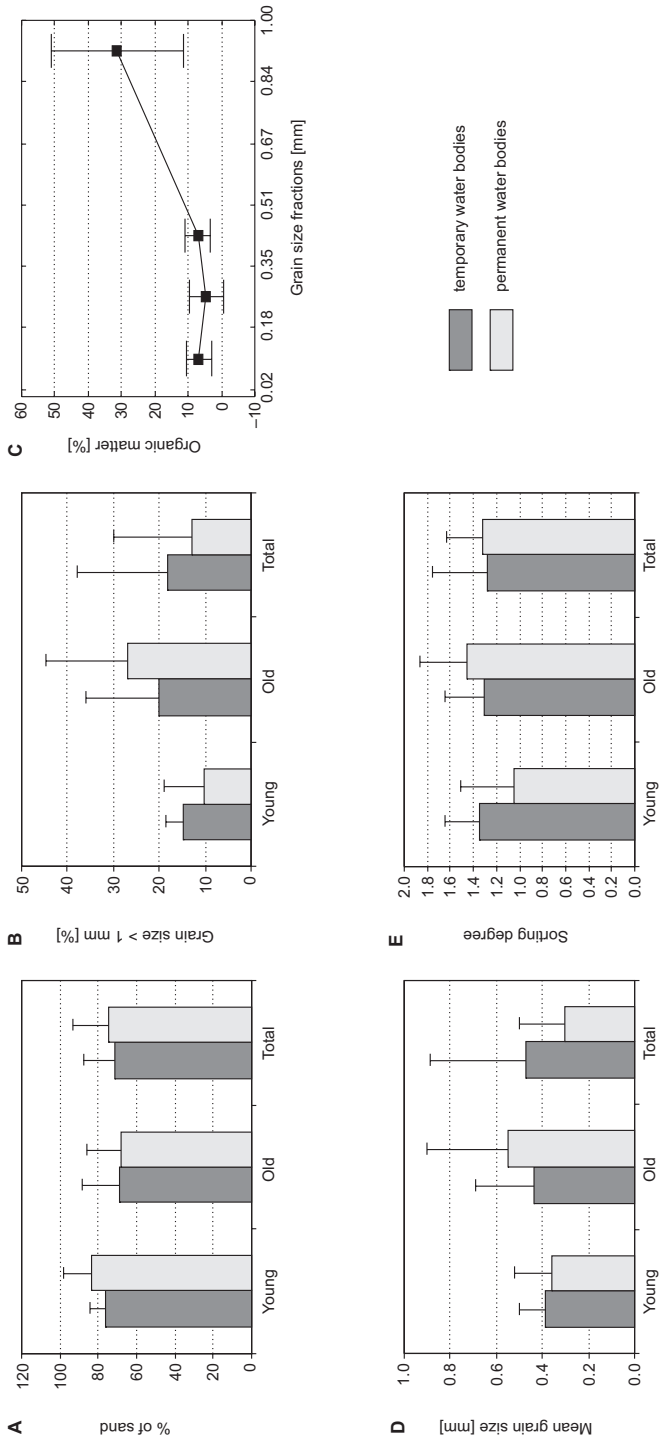 A
% of sand
120
100
80
60
40
20
0
Young
Old
Total
B
Grain size > 1 mm [%]
50
40
30
20
10
0
Young
Old
Total
C
Organic matter [%]
60
50
40
30
20
10
0
–10
0.02
0.18
0.35
0.51
0.67
0.84
1.00
Grain size fractions [mm]
D
Mean grain size [mm]
1.0
0.8
0.6
0.4
0.2
0.0
Young
Old
Total
E
Sorting degree
2.0
1.8
1.6
1.4
1.2
1.0
0.8
0.6
0.4
0.2
0.0
Young
Old
Total
temporary water bodies
permanent water bodies